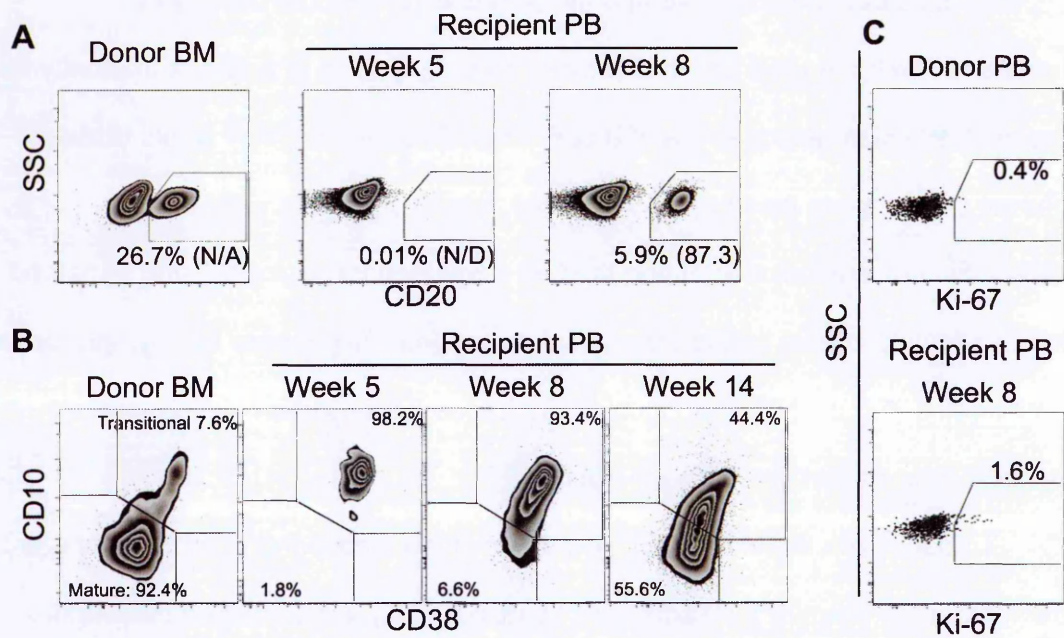 A
Donor BM
Recipient PB
Week 5
Week 8
SSC
26.7% (N/A)
0.01% (N/D)
5.9% (87.3)
CD20
B
Recipient PB
Donor BM
Week 5
Week 8
Week 14
CD10
Transitional 7.6%
98.2%
93.4%
44.4%
Mature: 92.4%
1.8%
6.6%
55.6%
CD38
C
Donor PB
0.4%
Ki-67
SSC
Recipient PB
Week 8
1.6%
Ki-67